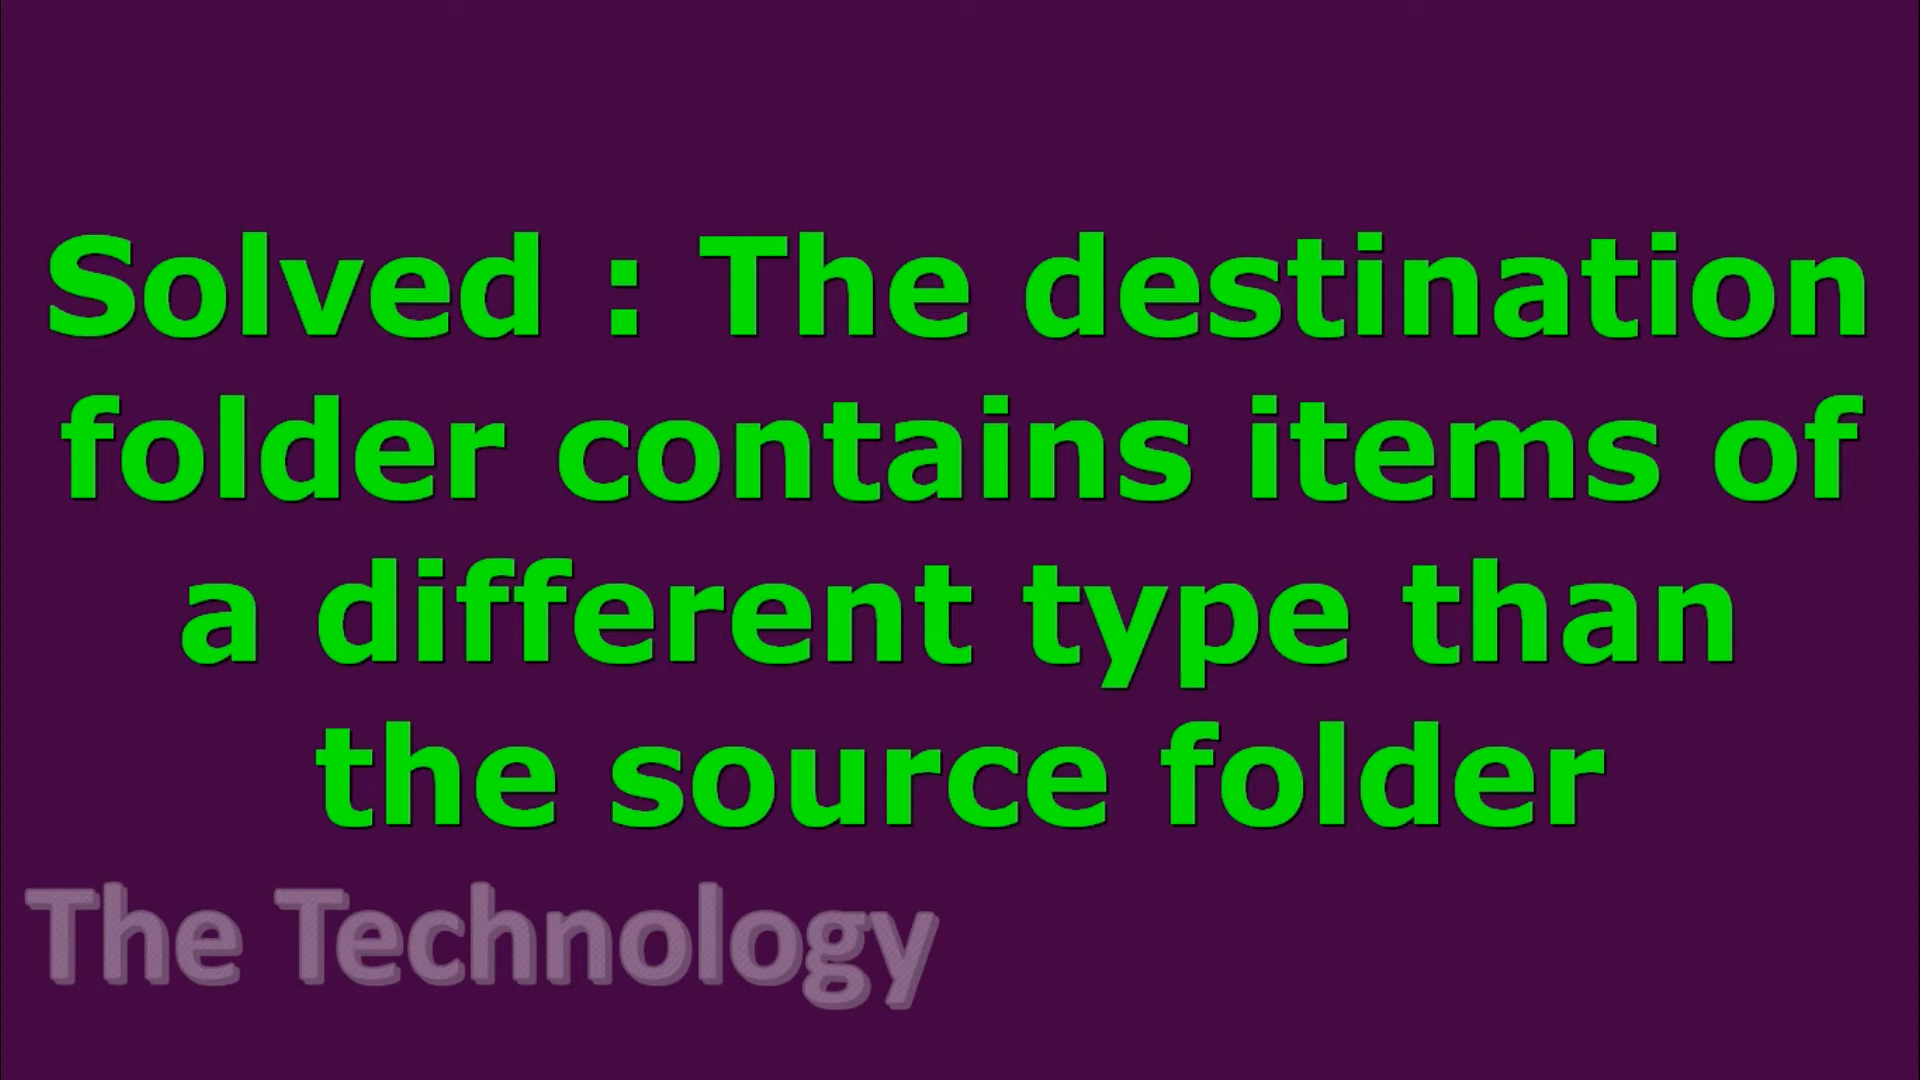 Solved : The destination
folder contains items of
a different type than
the source folder
The Technology